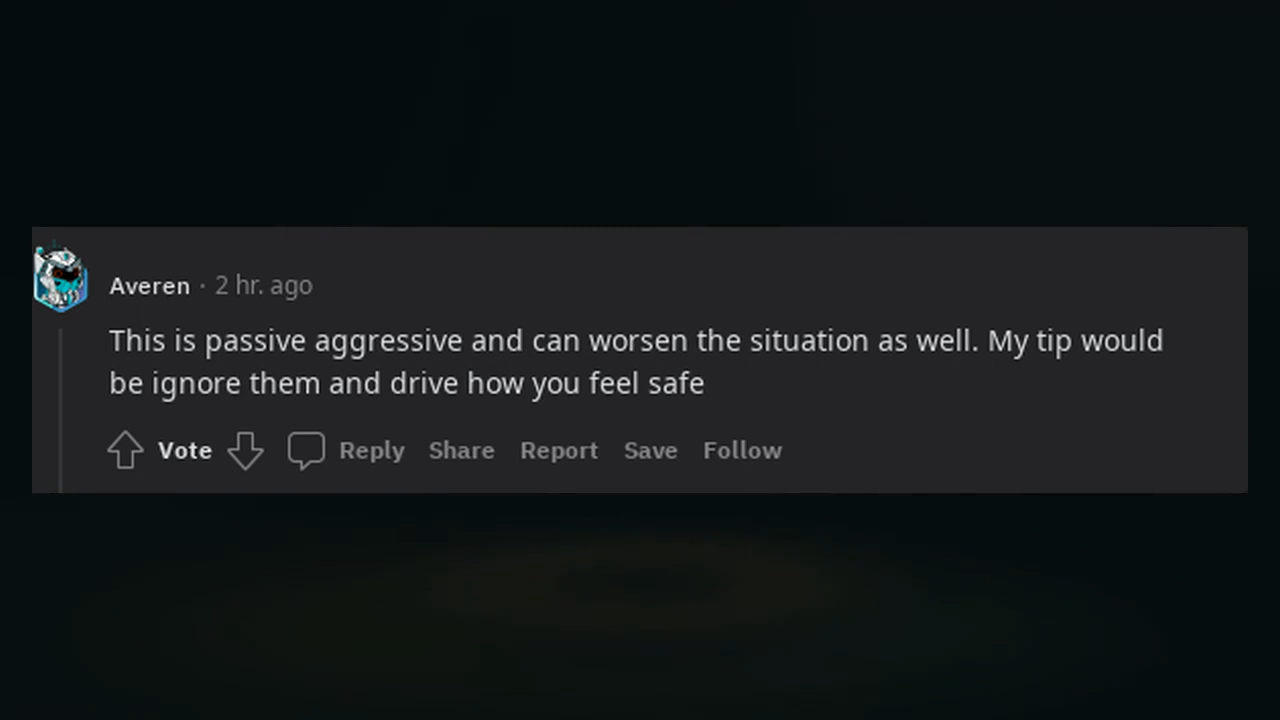 Averen · 2 hr. ago
This is passive aggressive and can worsen the situation as well. My tip would
be ignore them and drive how you feel safe
Vote Reply Share Report Save Follow